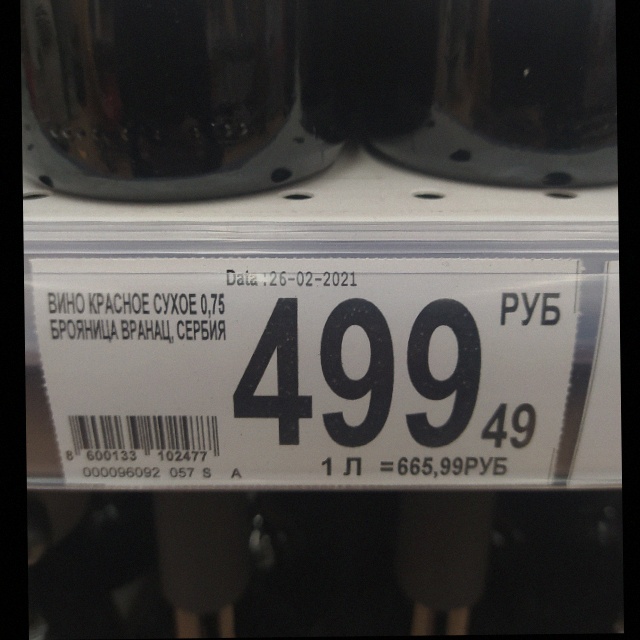 Data :26-02-2021
ВИНО КРАСНОЕ СУХОЕ 0,75
БРОЯНИЦА ВРАНАЦ, СЕРБИЯ
499 49 РУБ
8 600133 102477
000096092 057 S A
1 Л =665,99РУБ